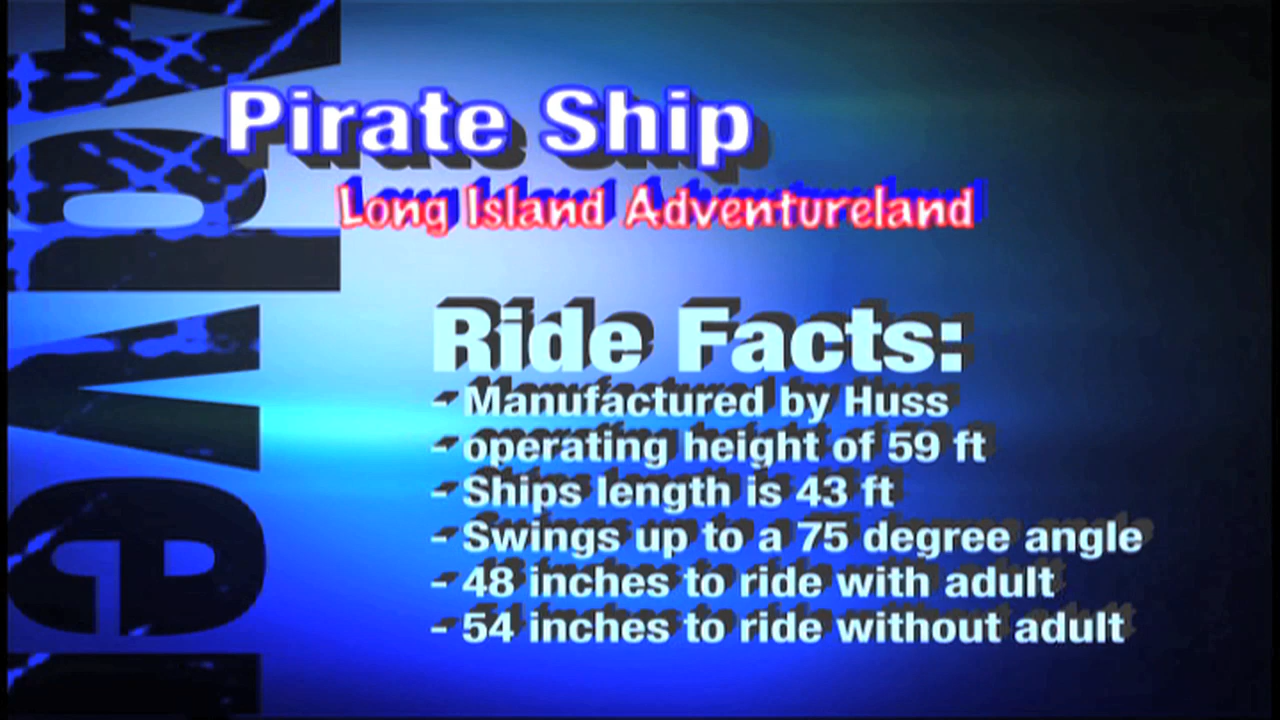 Pirate Ship
Long Island Adventureland
Ride Facts:
- Manufactured by Huss
- operating height of 59 ft
- Ships length is 43 ft
- Swings up to a 75 degree angle
- 48 inches to ride with adult
- 54 inches to ride without adult
Adve